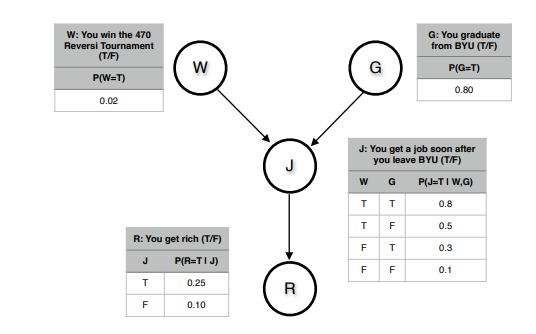 W: You win the 470
Reversi Tournament
(T/F)
P(W=T)
0.02
W
G
G: You graduate
from BYU (T/F)
P(G=T)
0.80
J
J: You get a job soon after
you leave BYU (T/F)
W G P(J=T I W,G)
T T 0.8
T F 0.5
F T 0.3
F F 0.1
R: You get rich (T/F)
J P(R=T I J)
T 0.25
F 0.10
R